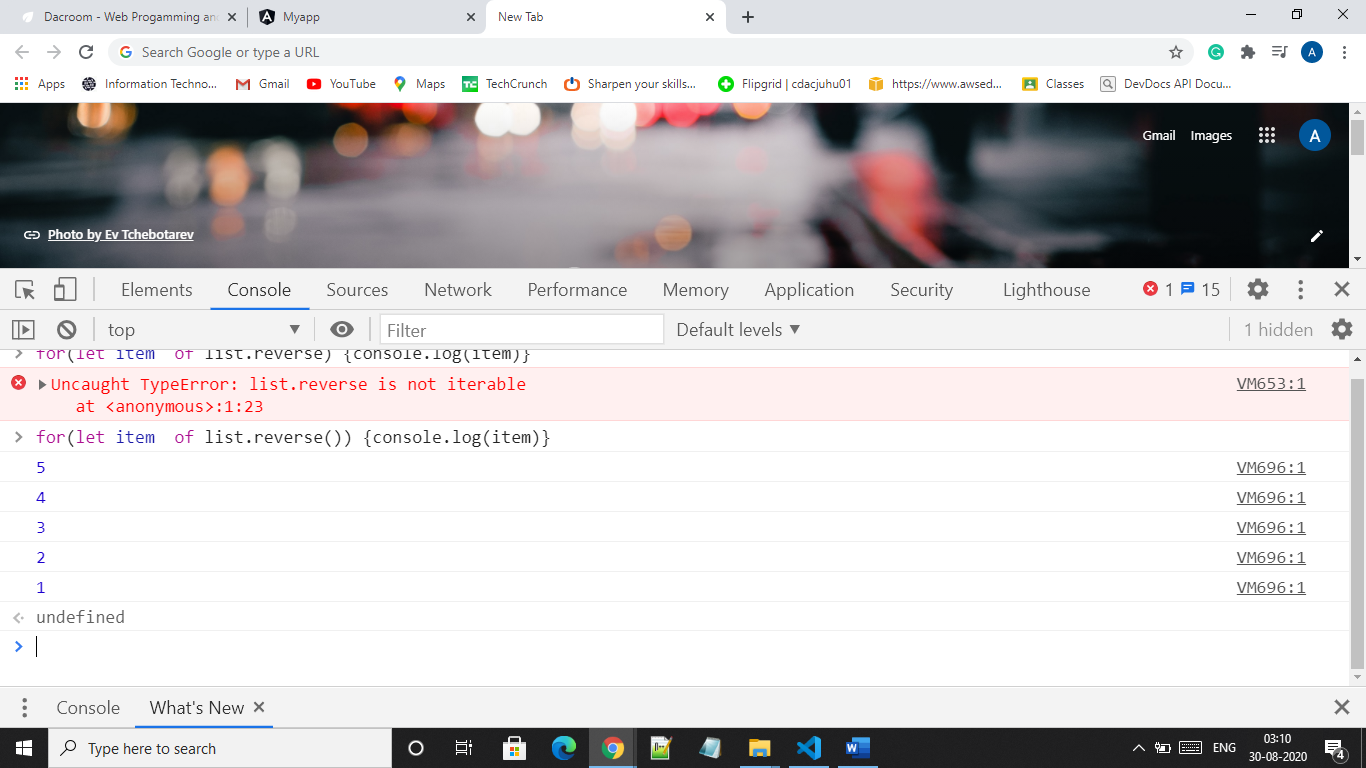 Dacroom - Web Progamming an
Myapp
New Tab
Search Google or type a URL
A
Apps
Information Techno...
Gmail
YouTube
Maps
TechCrunch
Sharpen your skills...
Flipgrid | cdacjuhu01
https://www.awsed...
Classes
DevDocs API Docu...
Gmail
Images
A
Photo by Ev Tchebotarev
Elements
Console
Sources
Network
Performance
Memory
Application
Security
Lighthouse
1
15
top
Filter
Default levels
1 hidden
for(let item  of list.reverse) {console.log(item)}
Uncaught TypeError: list.reverse is not iterable
VM653:1
at <anonymous>:1:23
for(let item  of list.reverse()) {console.log(item)}
5
VM696:1
4
VM696:1
3
VM696:1
2
VM696:1
1
VM696:1
undefined
Console
What's New
Type here to search
ENG
03:10
30-08-2020
4